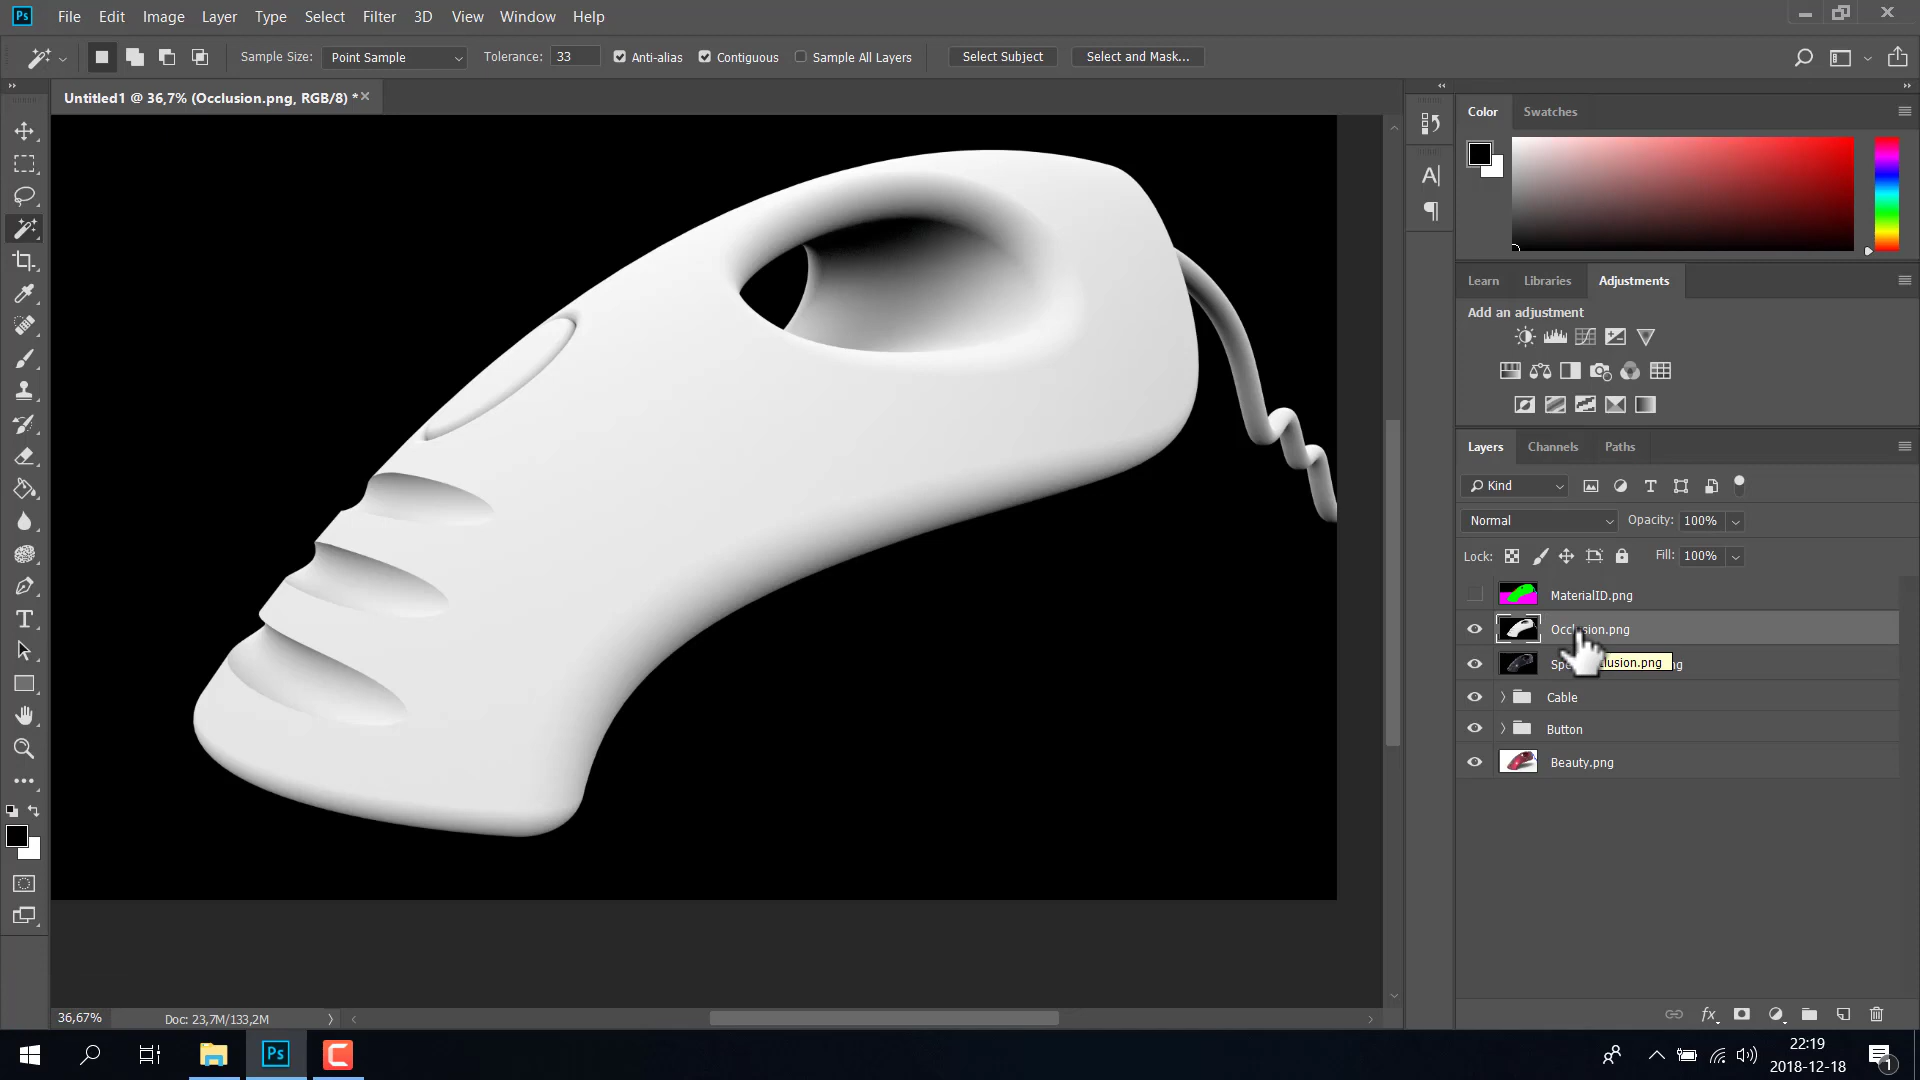 Ps File Edit Image Layer Type Select Filter 3D View Window Help
Sample Size: Point Sample Tolerance: 33 Anti-alias Contiguous Sample All Layers Select Subject Select and Mask...
Untitled1 @ 36,7% (Occlusion.png, RGB/8) *
Color Swatches
Learn Libraries Adjustments
Add an adjustment
Layers Channels Paths
Kind
Normal Opacity: 100%
Lock: Fill: 100%
MaterialID.png
Occlusion.png
Cable
Button
Beauty.png
36,67% Doc: 23,7M/133,2M
Ps
22:19
2018-12-18
1